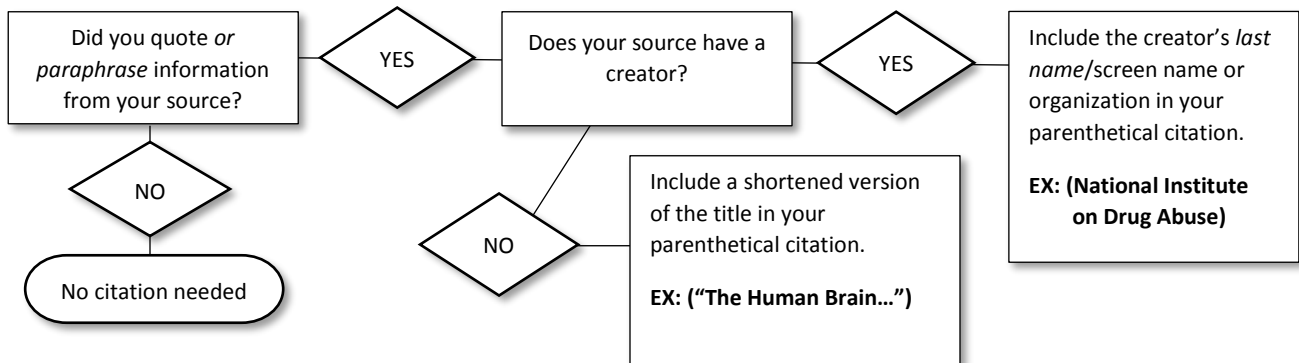 Did you quote or
paraphrase information
from your source?
YES
Does your source have a
creator?
YES
Include the creator’s last
name/screen name or
organization in your
parenthetical citation.
EX: (National Institute
on Drug Abuse)
NO
No citation needed
NO
Include a shortened version
of the title in your
parenthetical citation.
EX: (“The Human Brain…”)